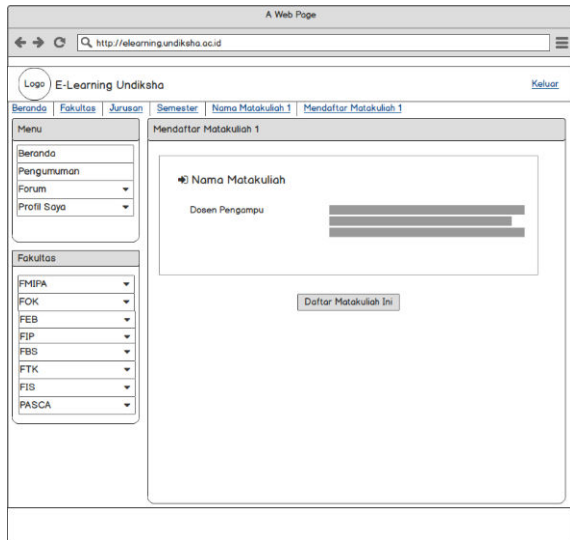 A Web Page
http://elearning.undiksha.ac.id
Logo E-Learning Undiksha Keluar
Beranda Fakultas Jurusan Semester Nama Matakuliah 1 Mendaftar Matakuliah 1
Menu
Beranda
Pengumuman
Forum
Profil Saya
Fakultas
FMIPA
FOK
FEB
FIP
FBS
FTK
FIS
PASCA
Mendaftar Matakuliah 1
Nama Matakuliah
Dosen Pengampu
Daftar Matakuliah Ini